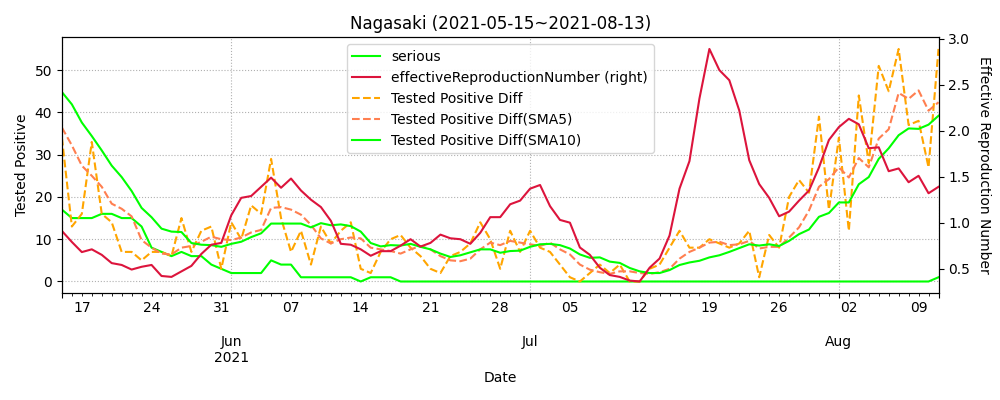 Nagasaki (2021-05-15~2021-08-13)
serious
effectiveReproductionNumber (right)
Tested Positive Diff
Tested Positive Diff(SMA5)
Tested Positive Diff(SMA10)
Tested Positive
50
40
30
20
10
0
3.0
2.5
2.0
1.5
1.0
0.5
Effective Reproduction Number
17 24 31 07 14 21 28 05 12 19 26 02 09
Jun Jul Aug
2021
Date